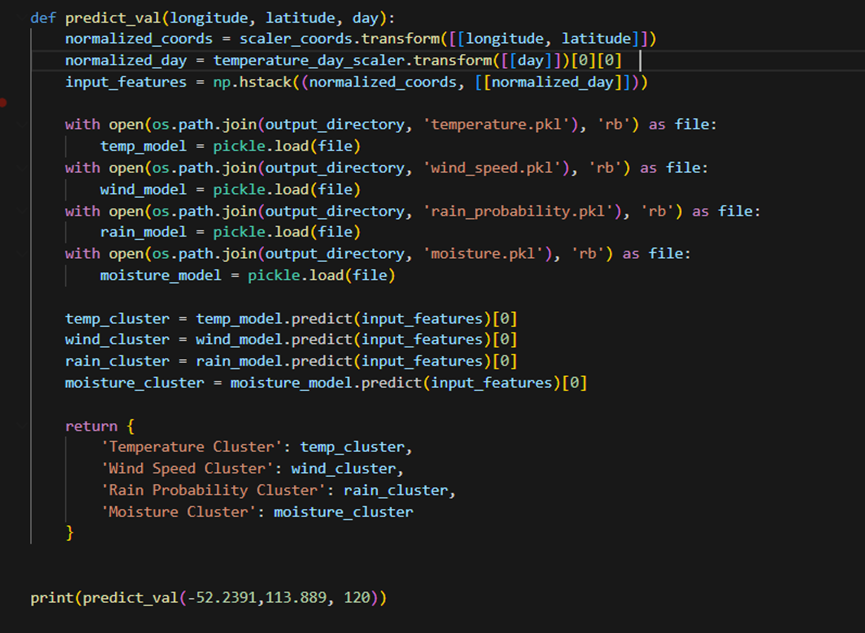 def predict_val(longitude, latitude, day):
    normalized_coords = scaler_coords.transform([[longitude, latitude]])
    normalized_day = temperature_day_scaler.transform([[day]])[0][0]
    input_features = np.hstack((normalized_coords, [[normalized_day]]))
    with open(os.path.join(output_directory, 'temperature.pkl'), 'rb') as file:
        temp_model = pickle.load(file)
    with open(os.path.join(output_directory, 'wind_speed.pkl'), 'rb') as file:
        wind_model = pickle.load(file)
    with open(os.path.join(output_directory, 'rain_probability.pkl'), 'rb') as file:
        rain_model = pickle.load(file)
    with open(os.path.join(output_directory, 'moisture.pkl'), 'rb') as file:
        moisture_model = pickle.load(file)
    temp_cluster = temp_model.predict(input_features)[0]
    wind_cluster = wind_model.predict(input_features)[0]
    rain_cluster = rain_model.predict(input_features)[0]
    moisture_cluster = moisture_model.predict(input_features)[0]
    return {
        'Temperature Cluster': temp_cluster,
        'Wind Speed Cluster': wind_cluster,
        'Rain Probability Cluster': rain_cluster,
        'Moisture Cluster': moisture_cluster
    }
print(predict_val(-52.2391,113.889, 120))